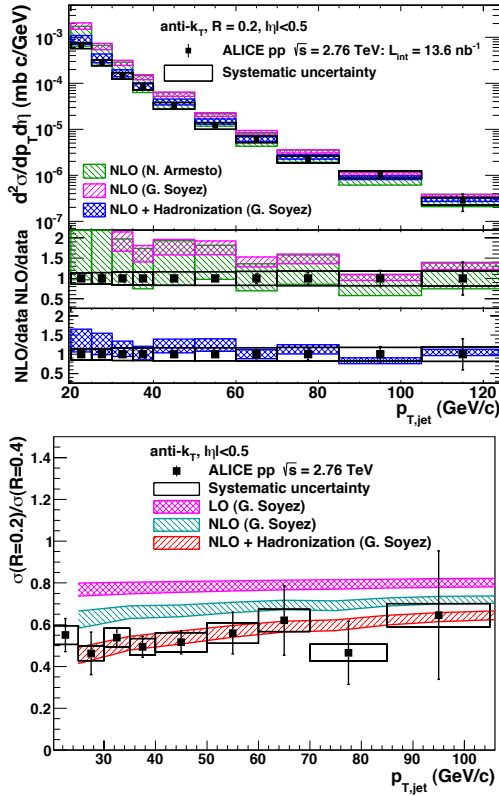 anti-k_T, R = 0.2, |η|<0.5
ALICE pp √s = 2.76 TeV: L_int = 13.6 nb⁻¹
Systematic uncertainty
d²σ/dp_T dη (mb c/GeV)
10⁻³
10⁻⁴
10⁻⁵
10⁻⁶
10⁻⁷
NLO (N. Armesto)
NLO (G. Soyez)
NLO + Hadronization (G. Soyez)
NLO/data
2
1.5
1
0.5
NLO/data
2
1.5
1
0.5
20 40 60 80 100 120
p_T,jet (GeV/c)
anti-k_T, |η|<0.5
ALICE pp √s = 2.76 TeV
Systematic uncertainty
LO (G. Soyez)
NLO (G. Soyez)
NLO + Hadronization (G. Soyez)
σ(R=0.2)/σ(R=0.4)
1.4
1.2
1
0.8
0.6
0.4
0.2
0
30 40 50 60 70 80 90 100
p_T,jet (GeV/c)